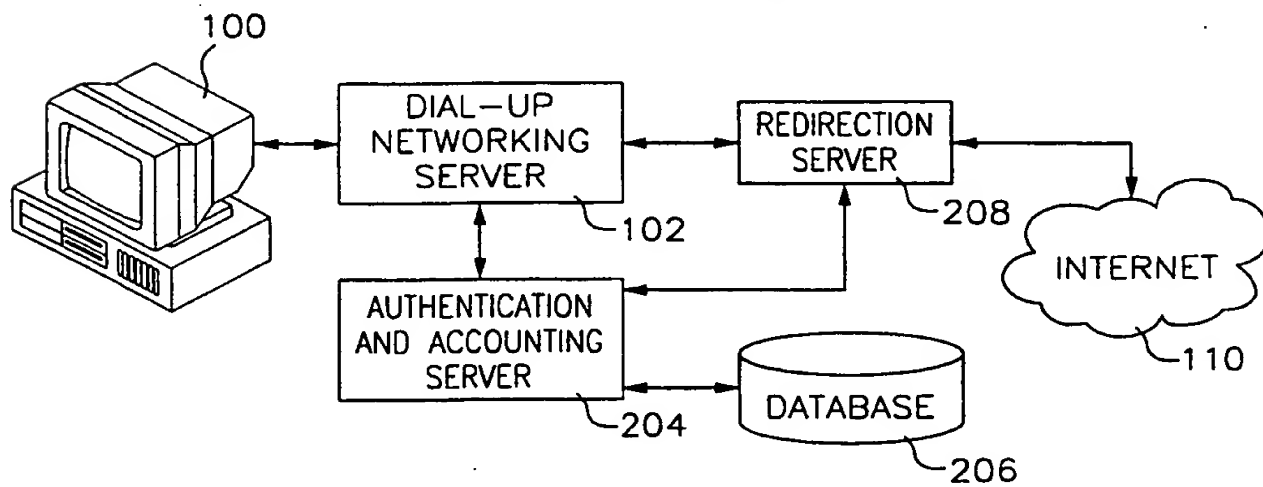 100
DIAL-UP
NETWORKING
SERVER
102
REDIRECTION
SERVER
208
INTERNET
110
AUTHENTICATION
AND ACCOUNTING
SERVER
204
DATABASE
206